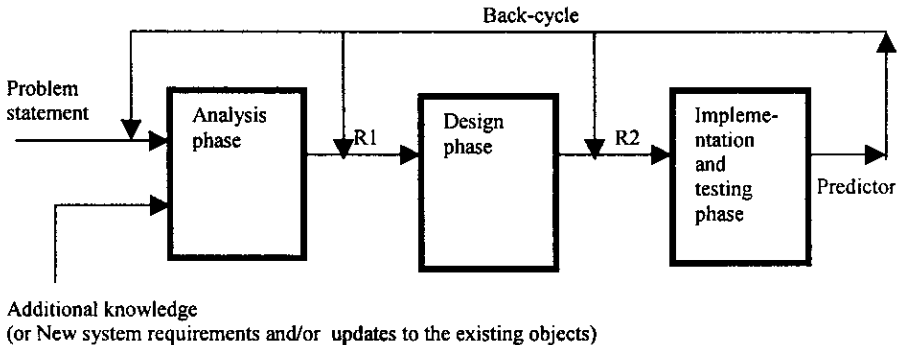 Back-cycle
Problem
statement
Analysis
phase
R1
Design
phase
R2
Impleme-
ntation
and
testing
phase
Predictor
Additional knowledge
(or New system requirements and/or updates to the existing objects)